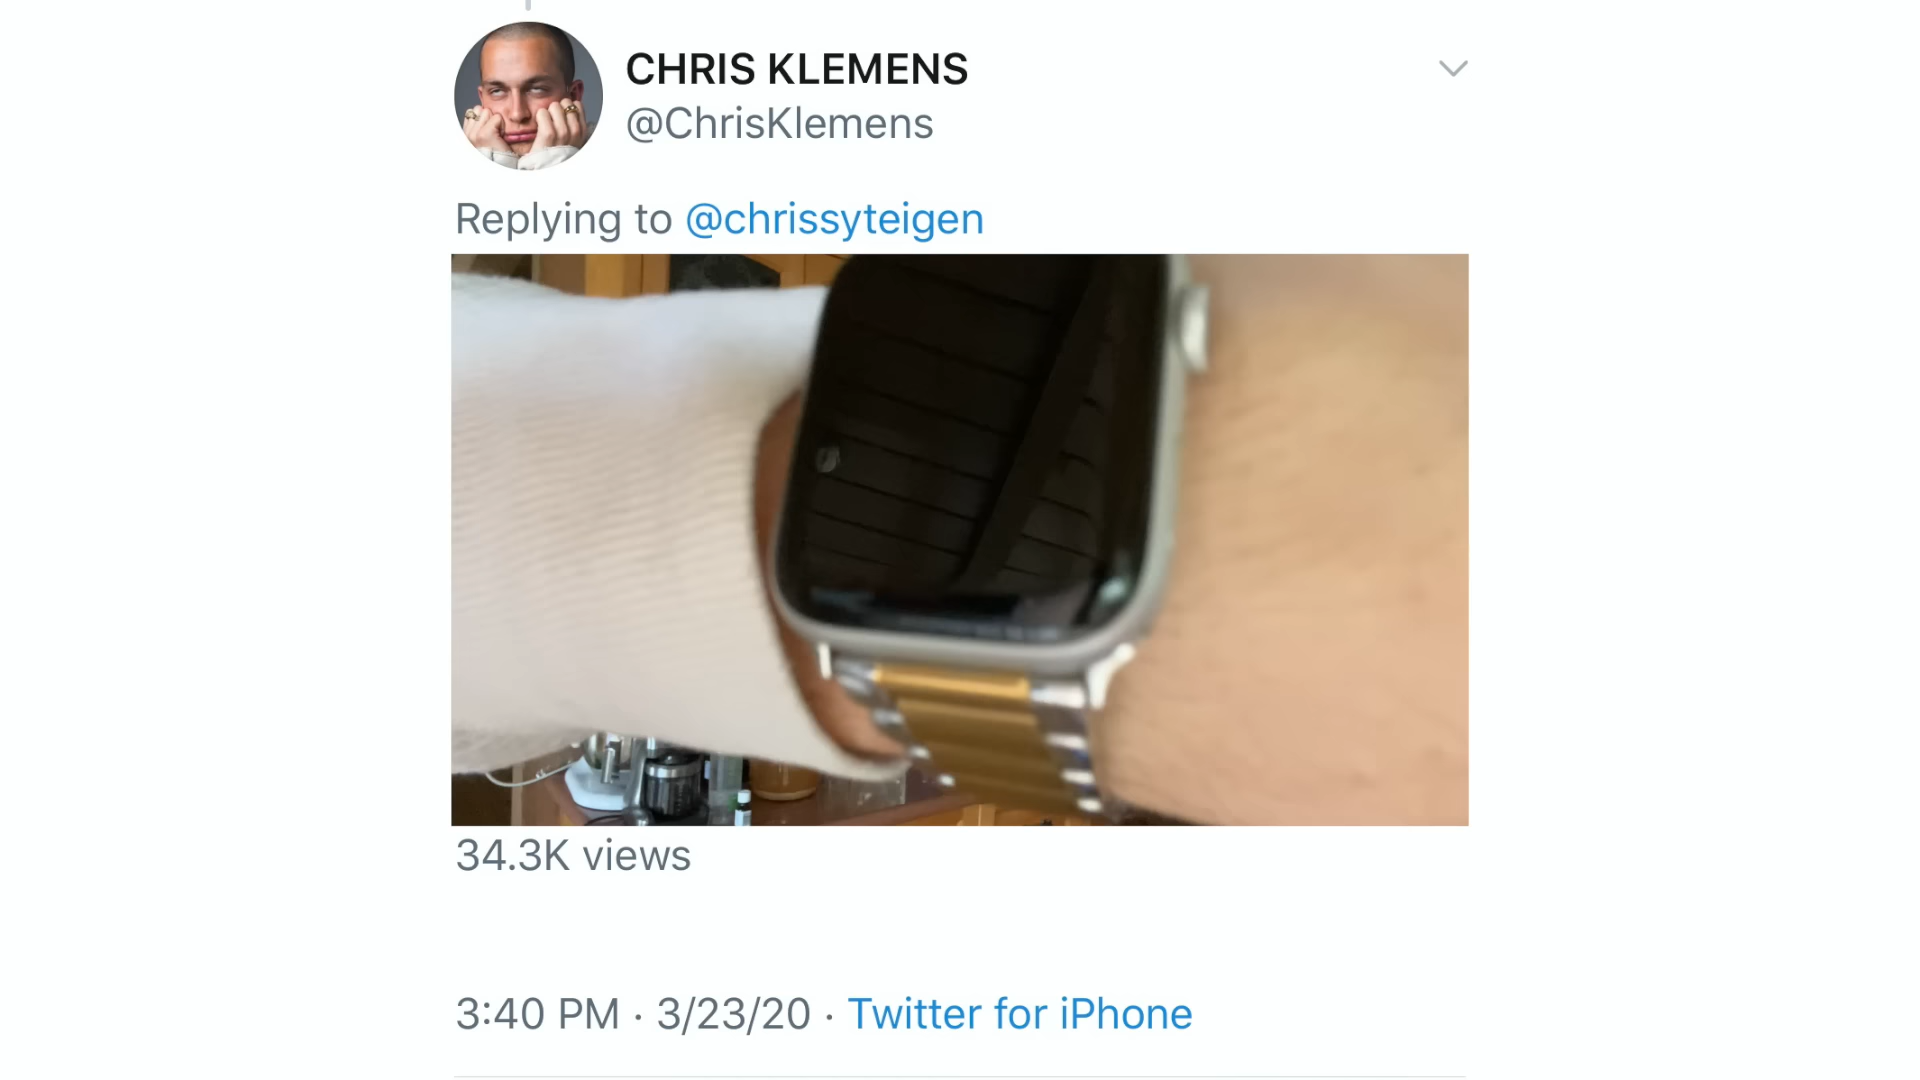 CHRIS KLEMENS
@ChrisKlemens
Replying to @chrissyteigen
34.3K views
3:40 PM · 3/23/20 · Twitter for iPhone